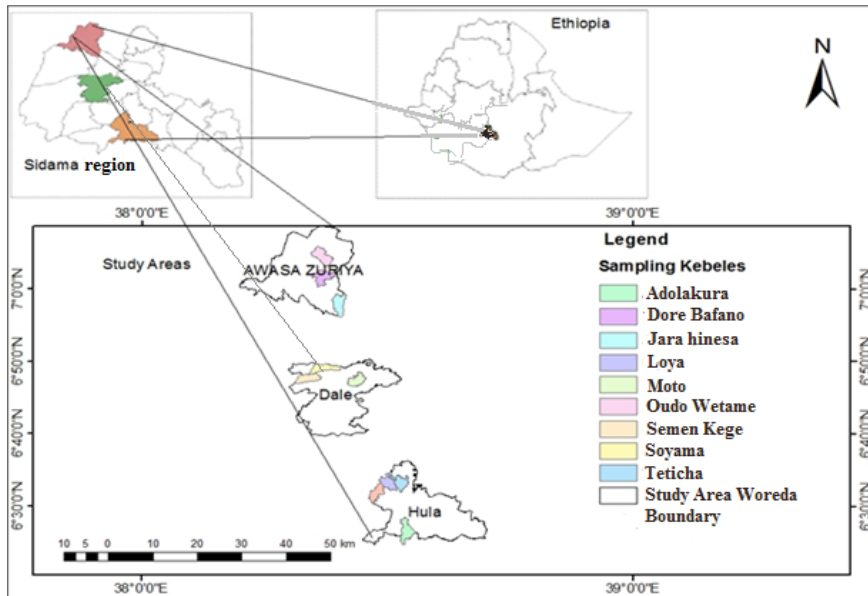 Ethiopia
N
Sidama region
38°0'0"E
39°0'0"E
Study Areas
AWASA ZURIYA
Dale
Hula
7°0'0"N
6°50'0"N
6°40'0"N
6°30'0"N
7°0'0"N
6°50'0"N
6°40'0"N
6°30'0"N
Legend
Sampling Kebeles
Adolakura
Dore Bafano
Jara hinesa
Loya
Moto
Oudo Wetame
Semen Kege
Soyama
Teticha
Study Area Woreda
Boundary
10 5 0 10 20 30 40 50 km
38°0'0"E
39°0'0"E